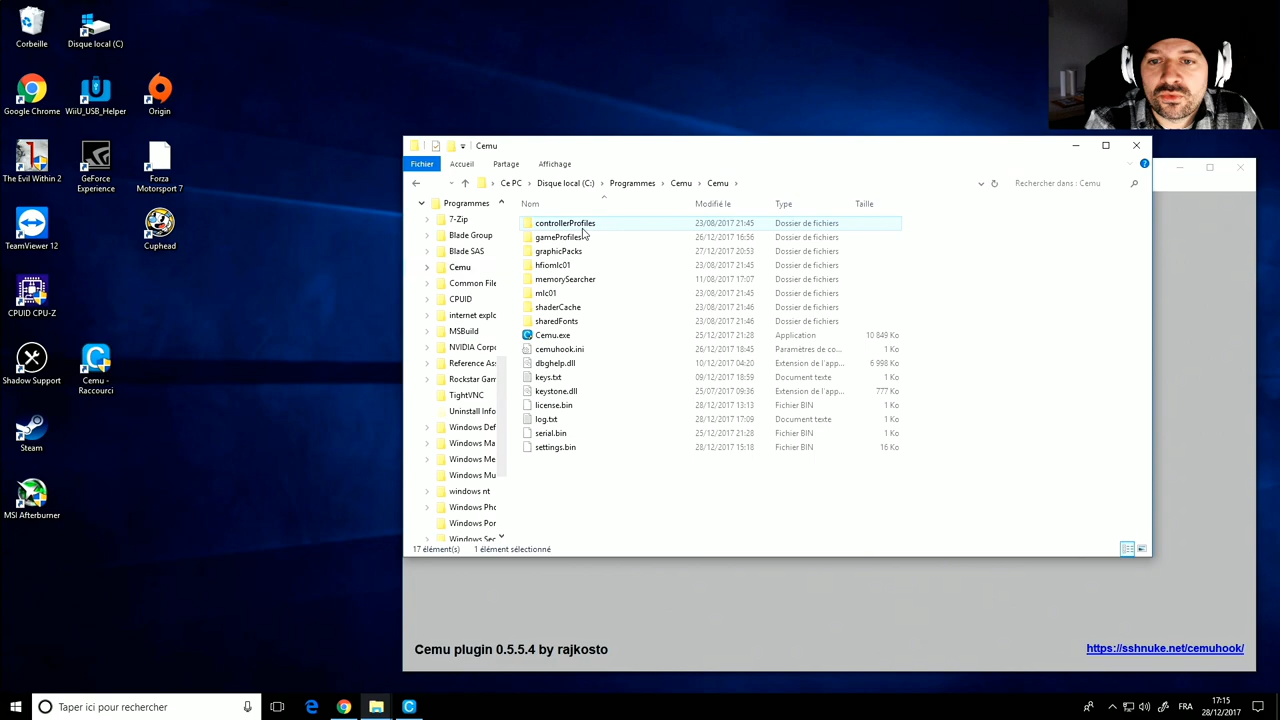 Corbeille
Disque local (C)
Google Chrome
WiiU_USB_Helper
Origin
The Evil Within 2
GeForce
Experience
Forza
Motorsport 7
TeamViewer 12
Cuphead
CPUID CPU-Z
Shadow Support
Cemu -
Raccourci
Steam
MSI Afterburner
Cemu
Fichier
Accueil
Partage
Affichage
Ce PC > Disque local (C:) > Programmes > Cemu > Cemu >
Rechercher dans : Cemu
Programmes
7-Zip
Blade Group
Blade SAS
Cemu
Common File
CPUID
internet explo
MSBuild
NVIDIA Corpo
Reference Ass
Rockstar Gam
TightVNC
Uninstall Info
Windows Def
Windows Ma
Windows Me
Windows Mu
windows nt
Windows Pho
Windows Por
Windows Sec
Nom Modifié le Type Taille
controllerProfiles 23/08/2017 21:45 Dossier de fichiers
gameProfiles 26/12/2017 16:56 Dossier de fichiers
graphicPacks 27/12/2017 20:53 Dossier de fichiers
hfiomlc01 23/08/2017 21:45 Dossier de fichiers
memorySearcher 11/08/2017 17:07 Dossier de fichiers
mlc01 23/08/2017 21:45 Dossier de fichiers
shaderCache 23/08/2017 21:46 Dossier de fichiers
sharedFonts 23/08/2017 21:46 Dossier de fichiers
Cemu.exe 25/12/2017 21:28 Application 10 849 Ko
cemuhook.ini 26/12/2017 18:45 Paramètres de co... 1 Ko
dbghelp.dll 10/12/2017 04:20 Extension de l'app... 6 998 Ko
keys.txt 09/12/2017 18:59 Document texte 1 Ko
keystone.dll 25/07/2017 09:36 Extension de l'app... 777 Ko
license.bin 28/12/2017 13:13 Fichier BIN 1 Ko
log.txt 28/12/2017 17:09 Document texte 1 Ko
serial.bin 25/12/2017 21:28 Fichier BIN 1 Ko
settings.bin 28/12/2017 15:18 Fichier BIN 16 Ko
17 élément(s) 1 élément sélectionné
Cemu plugin 0.5.5.4 by rajkosto
https://sshnuke.net/cemuhook/
Taper ici pour rechercher
FRA
17:15
28/12/2017